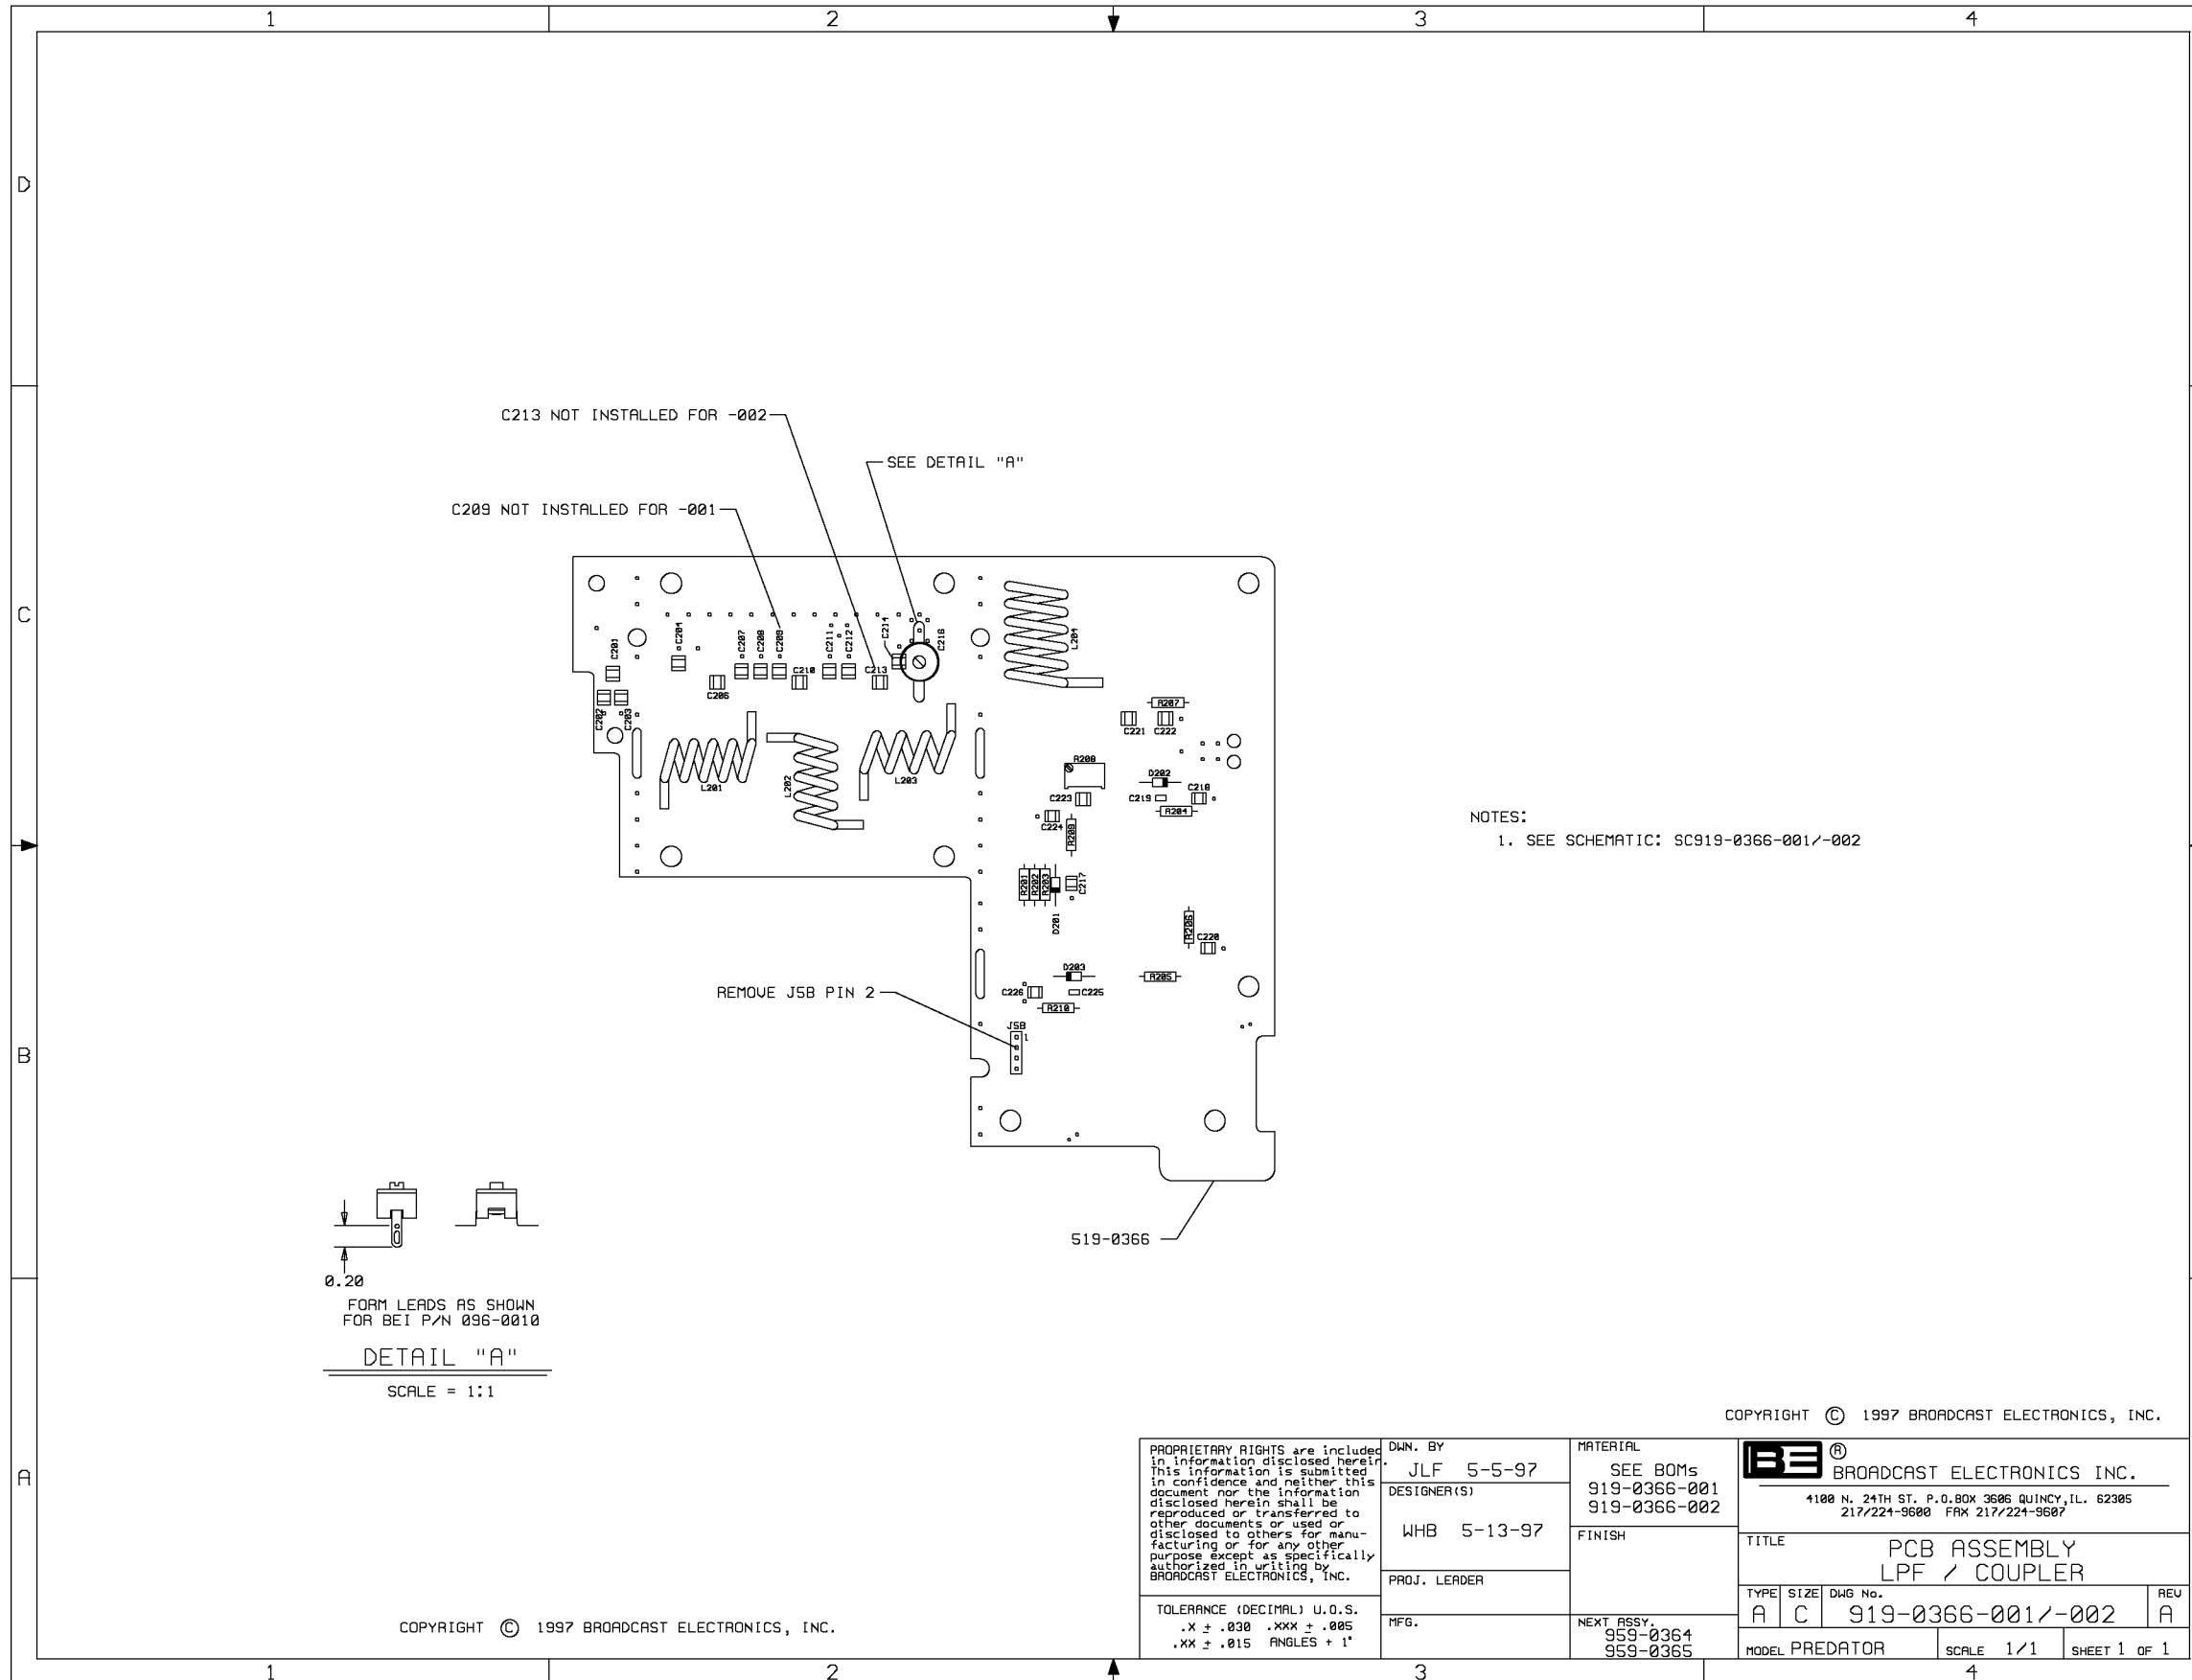 1 2 3 4
D
C
B
A
C213 NOT INSTALLED FOR -002
SEE DETAIL "A"
C209 NOT INSTALLED FOR -001
C201
C204
C207
C208
C209
C211
C212
C214
C216
L204
C206
C210
C213
C202
C203
R207
C221
C222
L201
L202
L203
R208
D202
C223
C219
C218
R204
C224
R209
R201
R202
R203
C217
D201
R206
C220
D203
R205
C226
C225
R210
REMOVE J5B PIN 2
J5B
1
519-0366
NOTES:
1. SEE SCHEMATIC: SC919-0366-001/-002
0.20
FORM LEADS AS SHOWN
FOR BEI P/N 096-0010
DETAIL "A"
SCALE = 1:1
COPYRIGHT © 1997 BROADCAST ELECTRONICS, INC.
PROPRIETARY RIGHTS are included
in information disclosed herein.
This information is submitted
in confidence and neither this
document nor the information
disclosed herein shall be
reproduced or transferred to
other documents or used or
disclosed to others for manu-
facturing or for any other
purpose except as specifically
authorized in writing by
BROADCAST ELECTRONICS, INC.
TOLERANCE (DECIMAL) U.O.S.
.X ± .030 .XXX ± .005
.XX ± .015 ANGLES + 1°
DWN. BY
JLF 5-5-97
DESIGNER(S)
WHB 5-13-97
PROJ. LEADER
MFG.
MATERIAL
SEE BOMs
919-0366-001
919-0366-002
FINISH
NEXT ASSY.
959-0364
959-0365
BE ®
BROADCAST ELECTRONICS INC.
4100 N. 24TH ST. P.O.BOX 3606 QUINCY,IL. 62305
217/224-9600 FAX 217/224-9607
TITLE
PCB ASSEMBLY
LPF / COUPLER
TYPE SIZE DWG No. REV
A C 919-0366-001/-002 A
MODEL PREDATOR SCALE 1/1 SHEET 1 OF 1
COPYRIGHT © 1997 BROADCAST ELECTRONICS, INC.
1 2 3 4